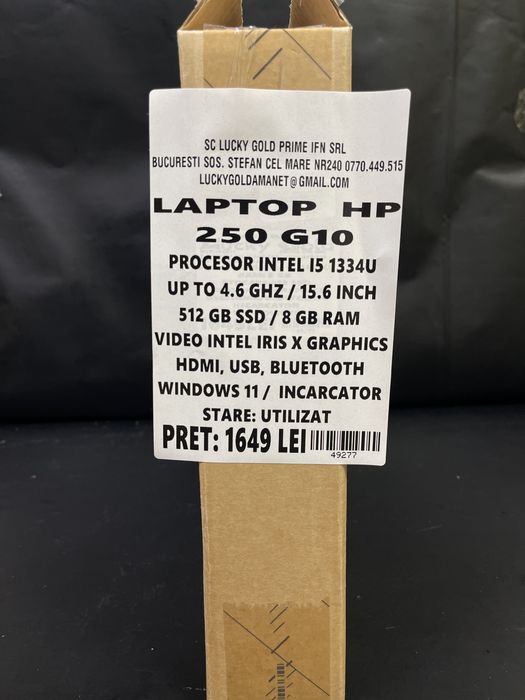 SC LUCKY GOLD PRIME IFN SRL
BUCURESTI SOS. STEFAN CEL MARE NR240 0770.449.515
LUCKYGOLDAMANET@GMAIL.COM
LAPTOP HP
250 G10
PROCESOR INTEL I5 1334U
UP TO 4.6 GHZ / 15.6 INCH
512 GB SSD / 8 GB RAM
VIDEO INTEL IRIS X GRAPHICS
HDMI, USB, BLUETOOTH
WINDOWS 11 / INCARCATOR
STARE: UTILIZAT
PRET: 1649 LEI
49277